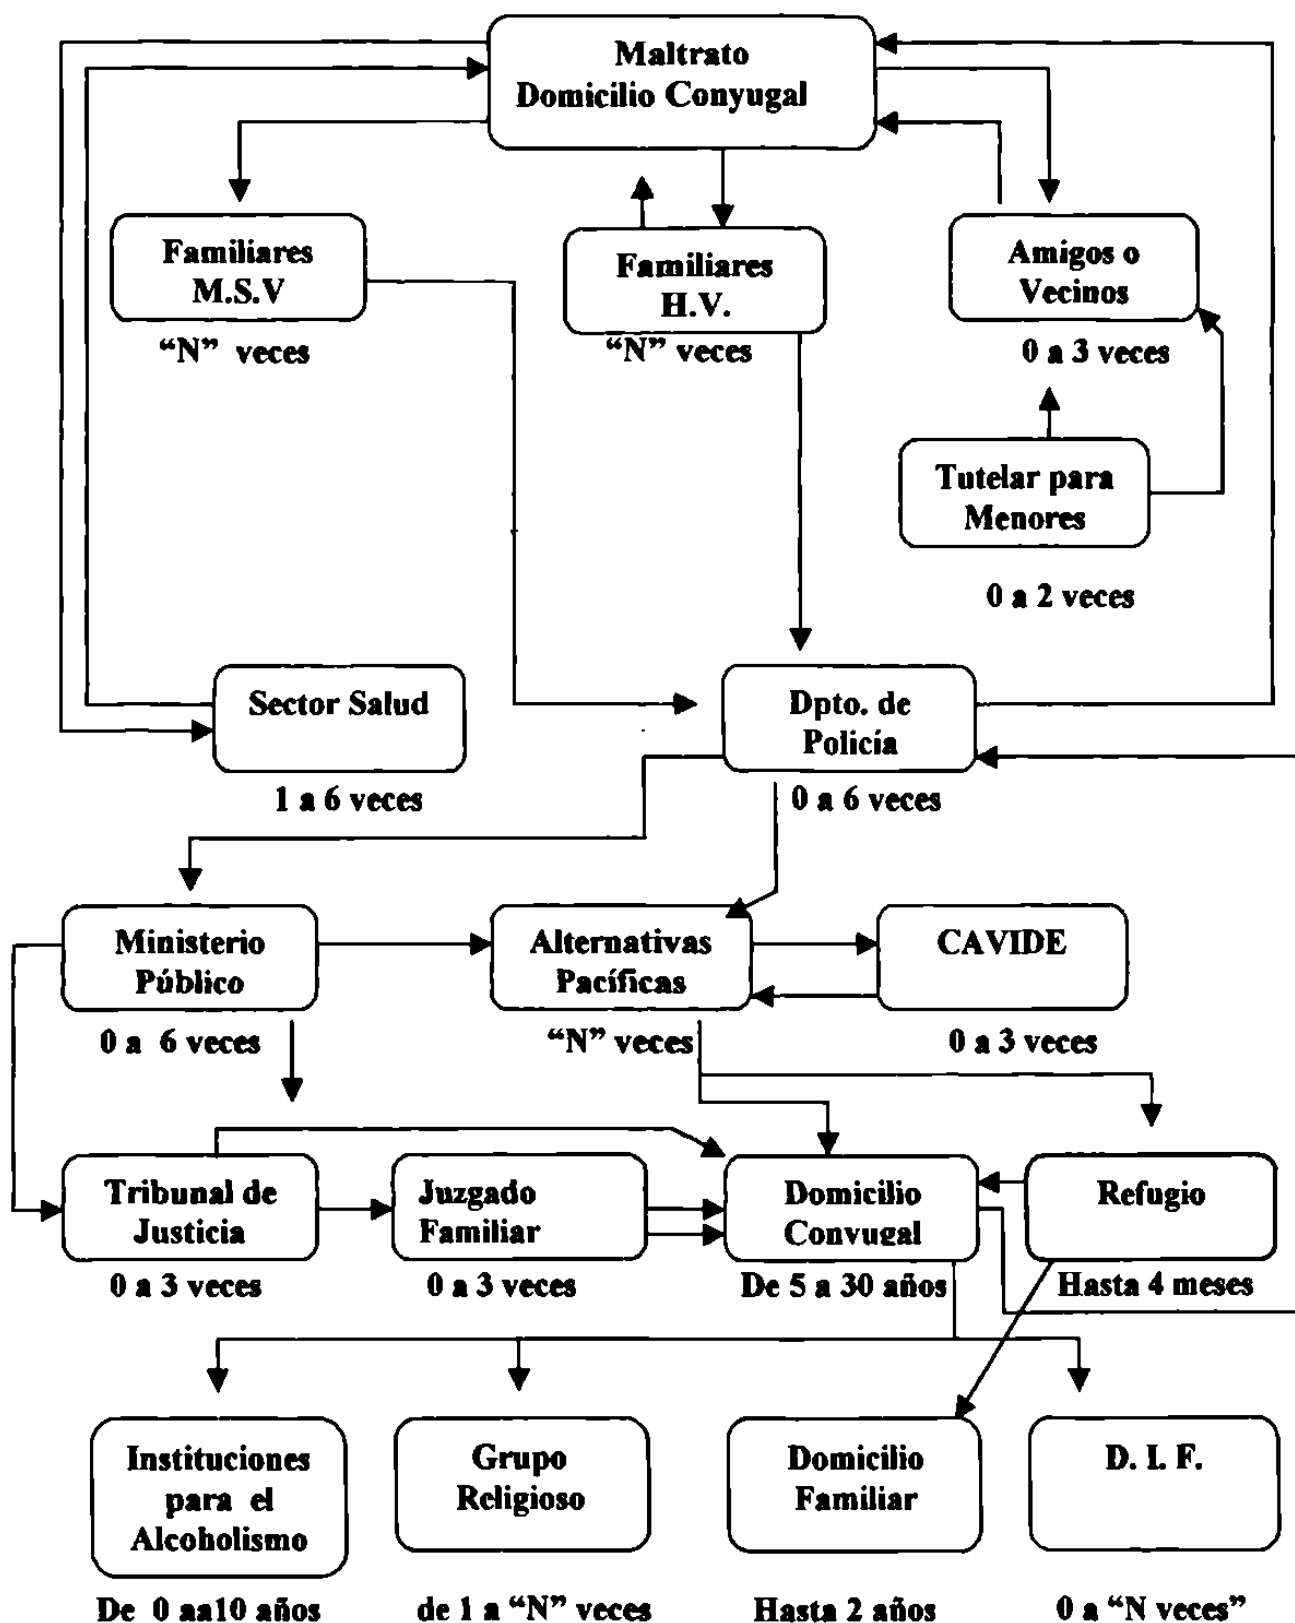 Maltrato
Domicilio Conyugal
Familiares
M.S.V
“N” veces
Familiares
H.V.
“N” veces
Amigos o
Vecinos
0 a 3 veces
Tutelar para
Menores
0 a 2 veces
Sector Salud
1 a 6 veces
Dpto. de
Policía
0 a 6 veces
Ministerio
Público
0 a 6 veces
Alternativas
Pacíficas
“N” veces
CAVIDE
0 a 3 veces
Tribunal de
Justicia
0 a 3 veces
Juzgado
Familiar
0 a 3 veces
Domicilio
Convugal
De 5 a 30 años
Refugio
Hasta 4 meses
Instituciones
para el
Alcoholismo
De 0 aa10 años
Grupo
Religioso
de 1 a “N” veces
Domicilio
Familiar
Hasta 2 años
D. I. F.
0 a “N veces”